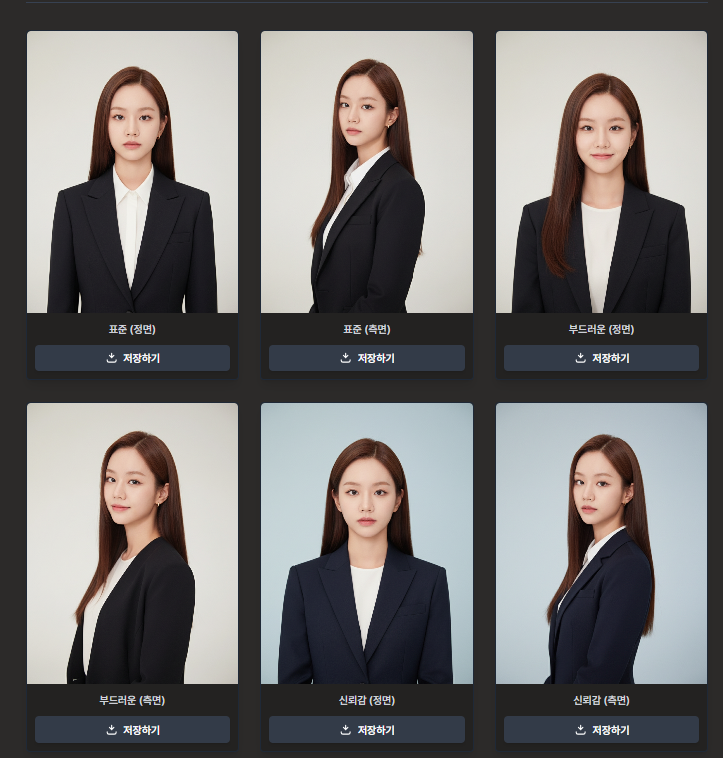 표준 (정면)
표준 (측면)
부드러운 (정면)
저장하기
저장하기
저장하기
부드러운 (측면)
신뢰감 (정면)
신뢰감 (측면)
저장하기
저장하기
저장하기